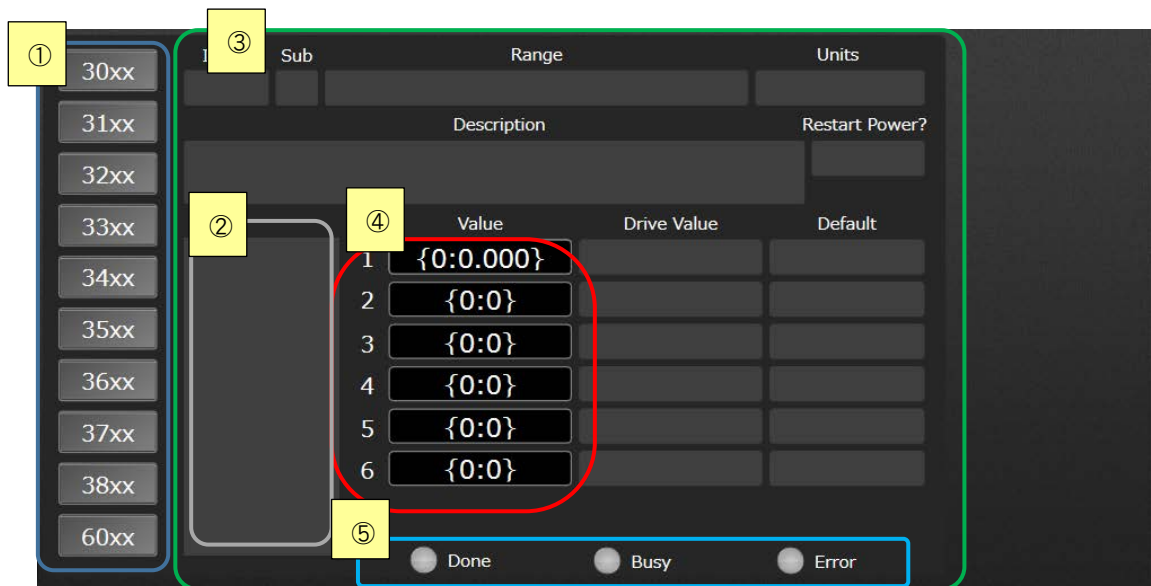 ①
30xx
31xx
32xx
33xx
34xx
35xx
36xx
37xx
38xx
60xx
③
Sub
Range
Units
Description
Restart Power?
②
④
Value
Drive Value
Default
1 {0:0.000}
2 {0:0}
3 {0:0}
4 {0:0}
5 {0:0}
6 {0:0}
⑤
Done
Busy
Error